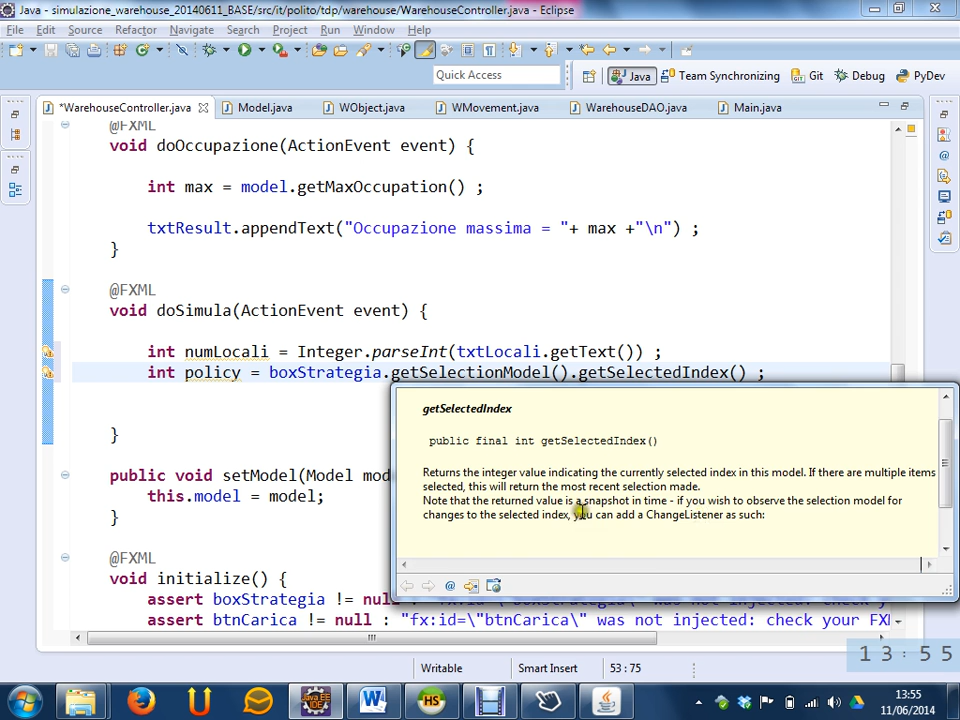 Java - simulazione_warehouse_20140611_BASE/src/it/polito/tdp/warehouse/WarehouseController.java - Eclipse
File Edit Source Refactor Navigate Search Project Run Window Help
Quick Access
Java Team Synchronizing Git Debug PyDev
*WarehouseController.java Model.java WObject.java WMovement.java WarehouseDAO.java Main.java
@FXML
void doOccupazione(ActionEvent event) {
int max = model.getMaxOccupation() ;
txtResult.appendText("Occupazione massima = "+ max +"\n") ;
}
@FXML
void doSimula(ActionEvent event) {
int numLocali = Integer.parseInt(txtLocali.getText()) ;
int policy = boxStrategia.getSelectionModel().getSelectedIndex() ;
getSelectedIndex
public final int getSelectedIndex()
}
Returns the integer value indicating the currently selected index in this model. If there are multiple items
selected, this will return the most recent selection made.
Note that the returned value is a snapshot in time - if you wish to observe the selection model for
changes to the selected index, you can add a ChangeListener as such:
public void setModel(Model mod
this.model = model;
}
@FXML
void initialize() {
assert boxStrategia != null : "fx:id=\"boxStrategia\" was not injected: check y
assert btnCarica != null : "fx:id=\"btnCarica\" was not injected: check your FXM
Writable Smart Insert 53 : 75
13:55
13:55
11/06/2014